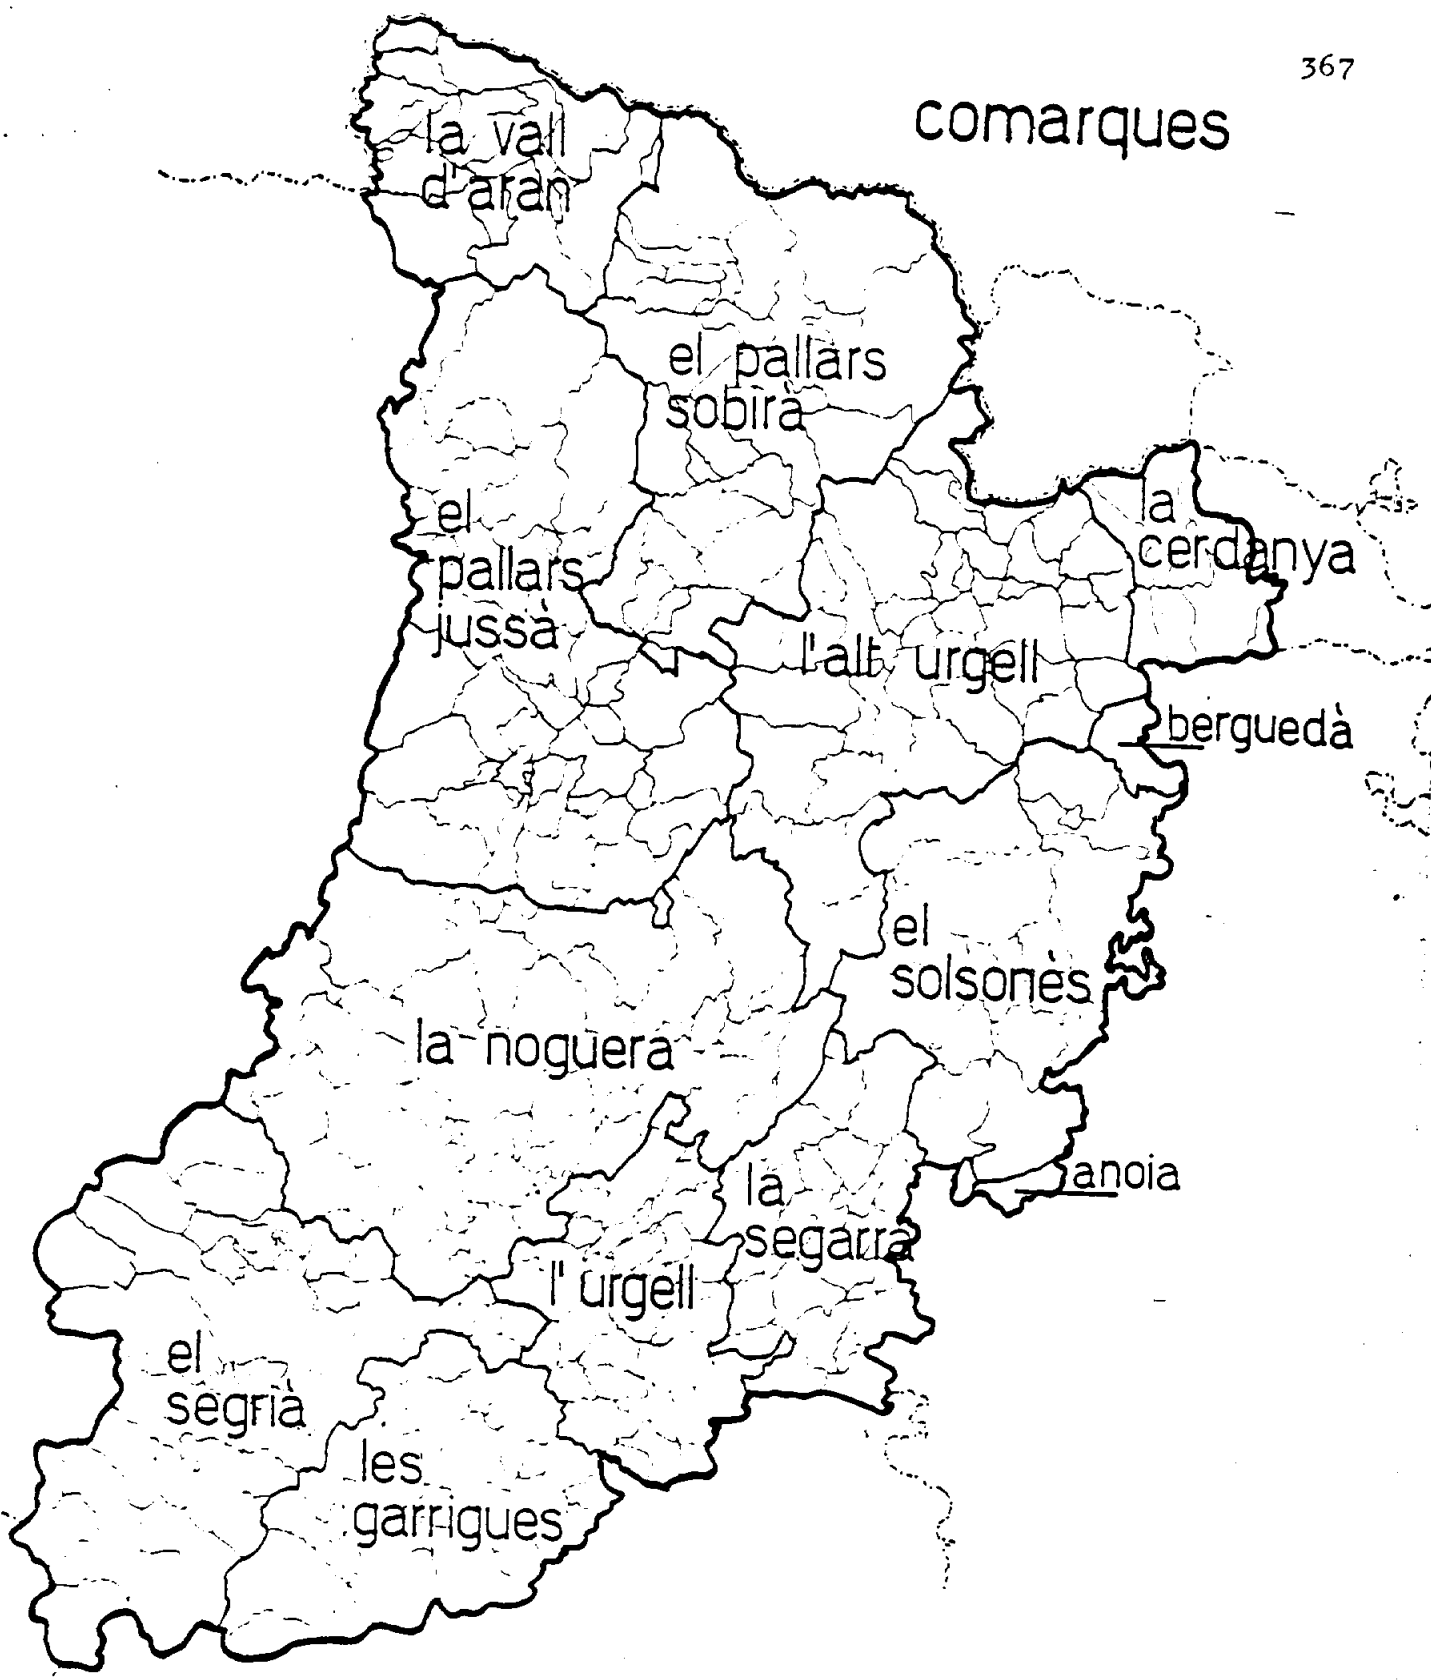 367
comarques
la vall
d'aran
el pallars
sobirà
el
pallars
jussà
la
cerdanya
l'alt urgell
berguedà
el
solsonès
la noguera
la
segarra
anoia
l'urgell
el
segrià
les
garrigues